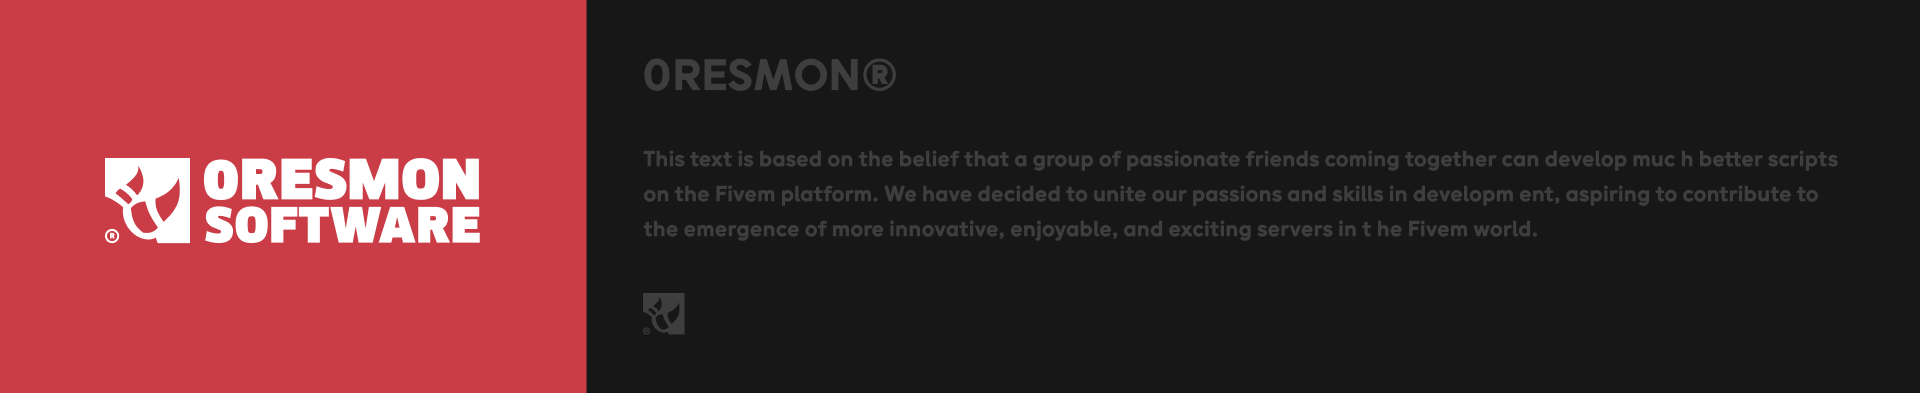 0RESMON
SOFTWARE
®
0RESMON®
This text is based on the belief that a group of passionate friends coming together can develop muc h better scripts
on the Fivem platform. We have decided to unite our passions and skills in developm ent, aspiring to contribute to
the emergence of more innovative, enjoyable, and exciting servers in t he Fivem world.
®